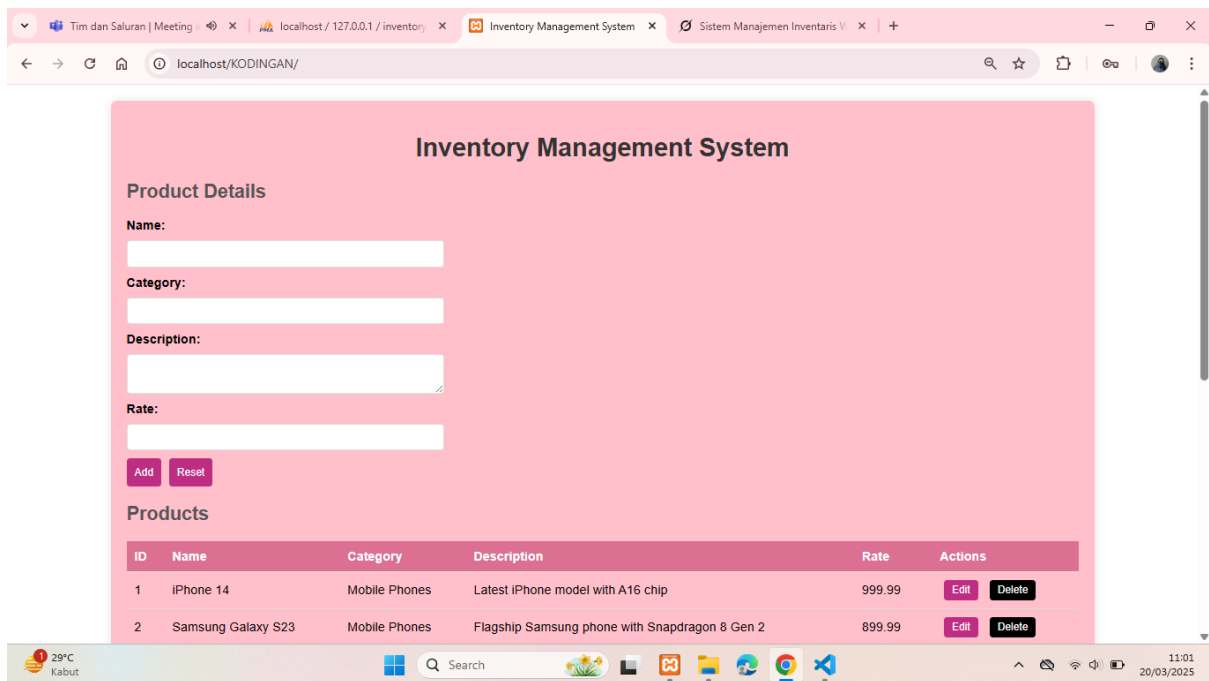 Tim dan Saluran | Meeting
localhost / 127.0.0.1 / inventory
Inventory Management System
Sistem Manajemen Inventaris W
localhost/KODINGAN/
Inventory Management System
Product Details
Name:
Category:
Description:
Rate:
Add Reset
Products
ID Name Category Description Rate Actions
1 iPhone 14 Mobile Phones Latest iPhone model with A16 chip 999.99 Edit Delete
2 Samsung Galaxy S23 Mobile Phones Flagship Samsung phone with Snapdragon 8 Gen 2 899.99 Edit Delete
1
29°C
Kabut
Search
11:01
20/03/2025